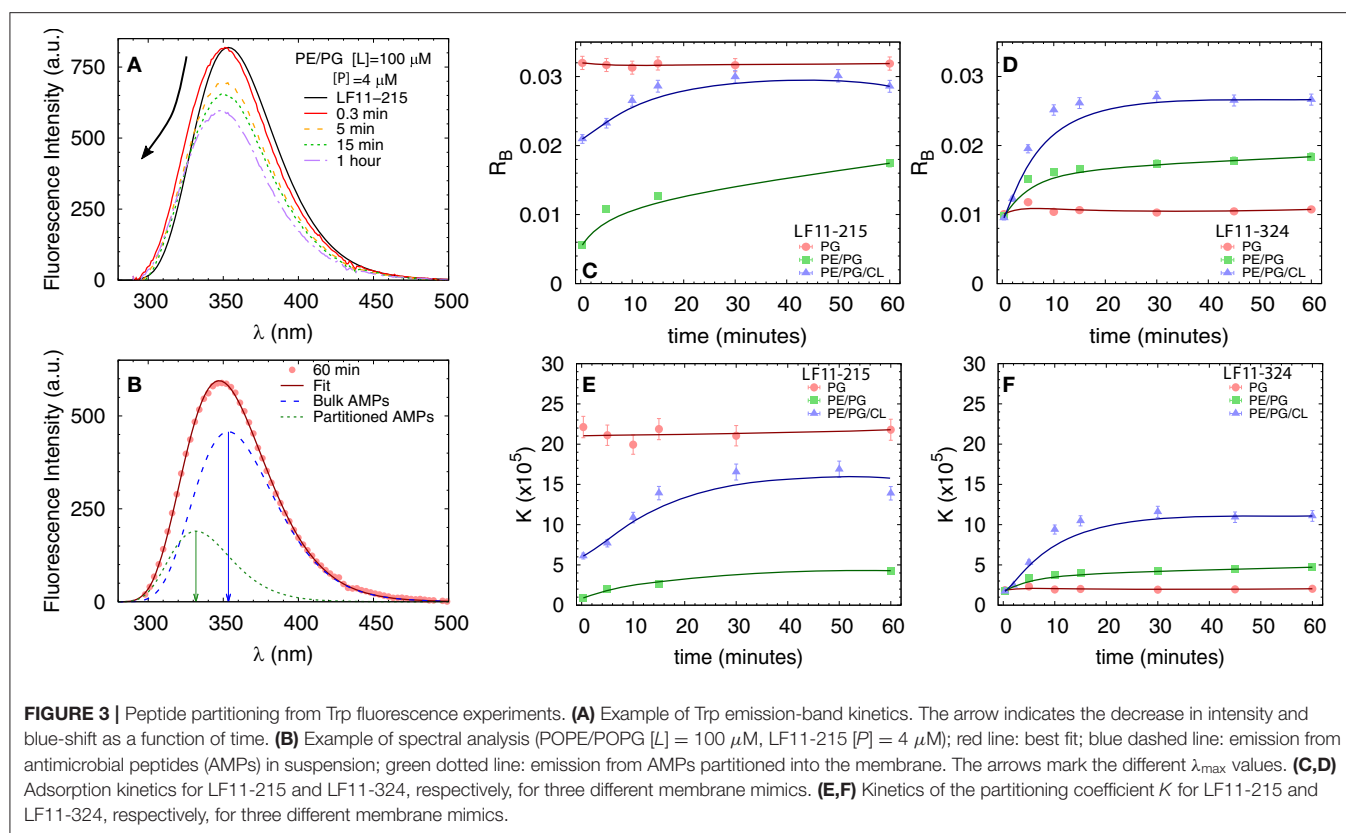 A
PE/PG [L]=100 μM
[P]=4 μM
LF11–215
0.3 min
5 min
15 min
1 hour
Fluorescence Intensity (a.u.)
750
500
250
0
300 350 400 450 500
λ (nm)
B
60 min
Fit
Bulk AMPs
Partitioned AMPs
Fluorescence Intensity (a.u.)
500
250
0
300 350 400 450 500
λ (nm)
R_B
0.03
0.02
0.01
0
C
LF11-215
PG
PE/PG
PE/PG/CL
0 10 20 30 40 50 60
time (minutes)
D
R_B
0.03
0.02
0.01
0
LF11-324
PG
PE/PG
PE/PG/CL
0 10 20 30 40 50 60
time (minutes)
E
LF11-215
PG
PE/PG
PE/PG/CL
K (x10^5)
30
25
20
15
10
5
0
0 10 20 30 40 50 60
time (minutes)
F
LF11-324
PG
PE/PG
PE/PG/CL
K (x10^5)
30
25
20
15
10
5
0
0 10 20 30 40 50 60
time (minutes)
FIGURE 3 | Peptide partitioning from Trp fluorescence experiments. (A) Example of Trp emission-band kinetics. The arrow indicates the decrease in intensity and
blue-shift as a function of time. (B) Example of spectral analysis (POPE/POPG [L] = 100 μM, LF11-215 [P] = 4 μM); red line: best fit; blue dashed line: emission from
antimicrobial peptides (AMPs) in suspension; green dotted line: emission from AMPs partitioned into the membrane. The arrows mark the different λmax values. (C,D)
Adsorption kinetics for LF11-215 and LF11-324, respectively, for three different membrane mimics. (E,F) Kinetics of the partitioning coefficient K for LF11-215 and
LF11-324, respectively, for three different membrane mimics.